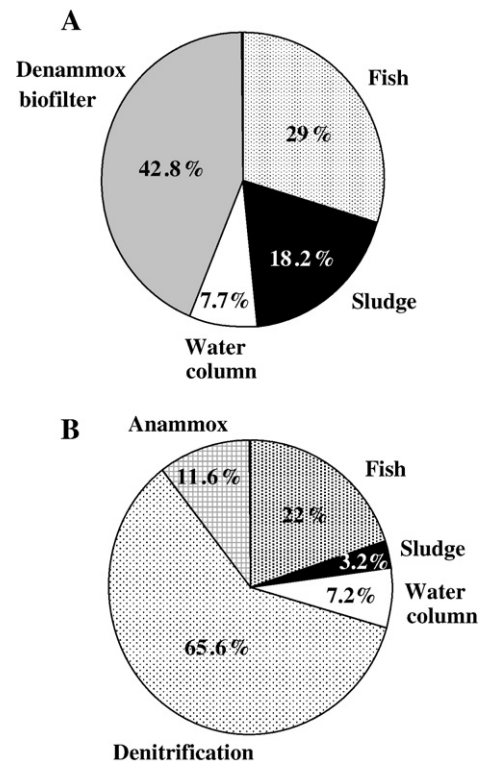 A
Denammox
biofilter
Fish
29 %
42.8 %
18.2 %
7.7 %
Sludge
Water
column
B
Anammox
11.6 %
Fish
22 %
Sludge
3.2 %
Water
column
7.2 %
65.6 %
Denitrification